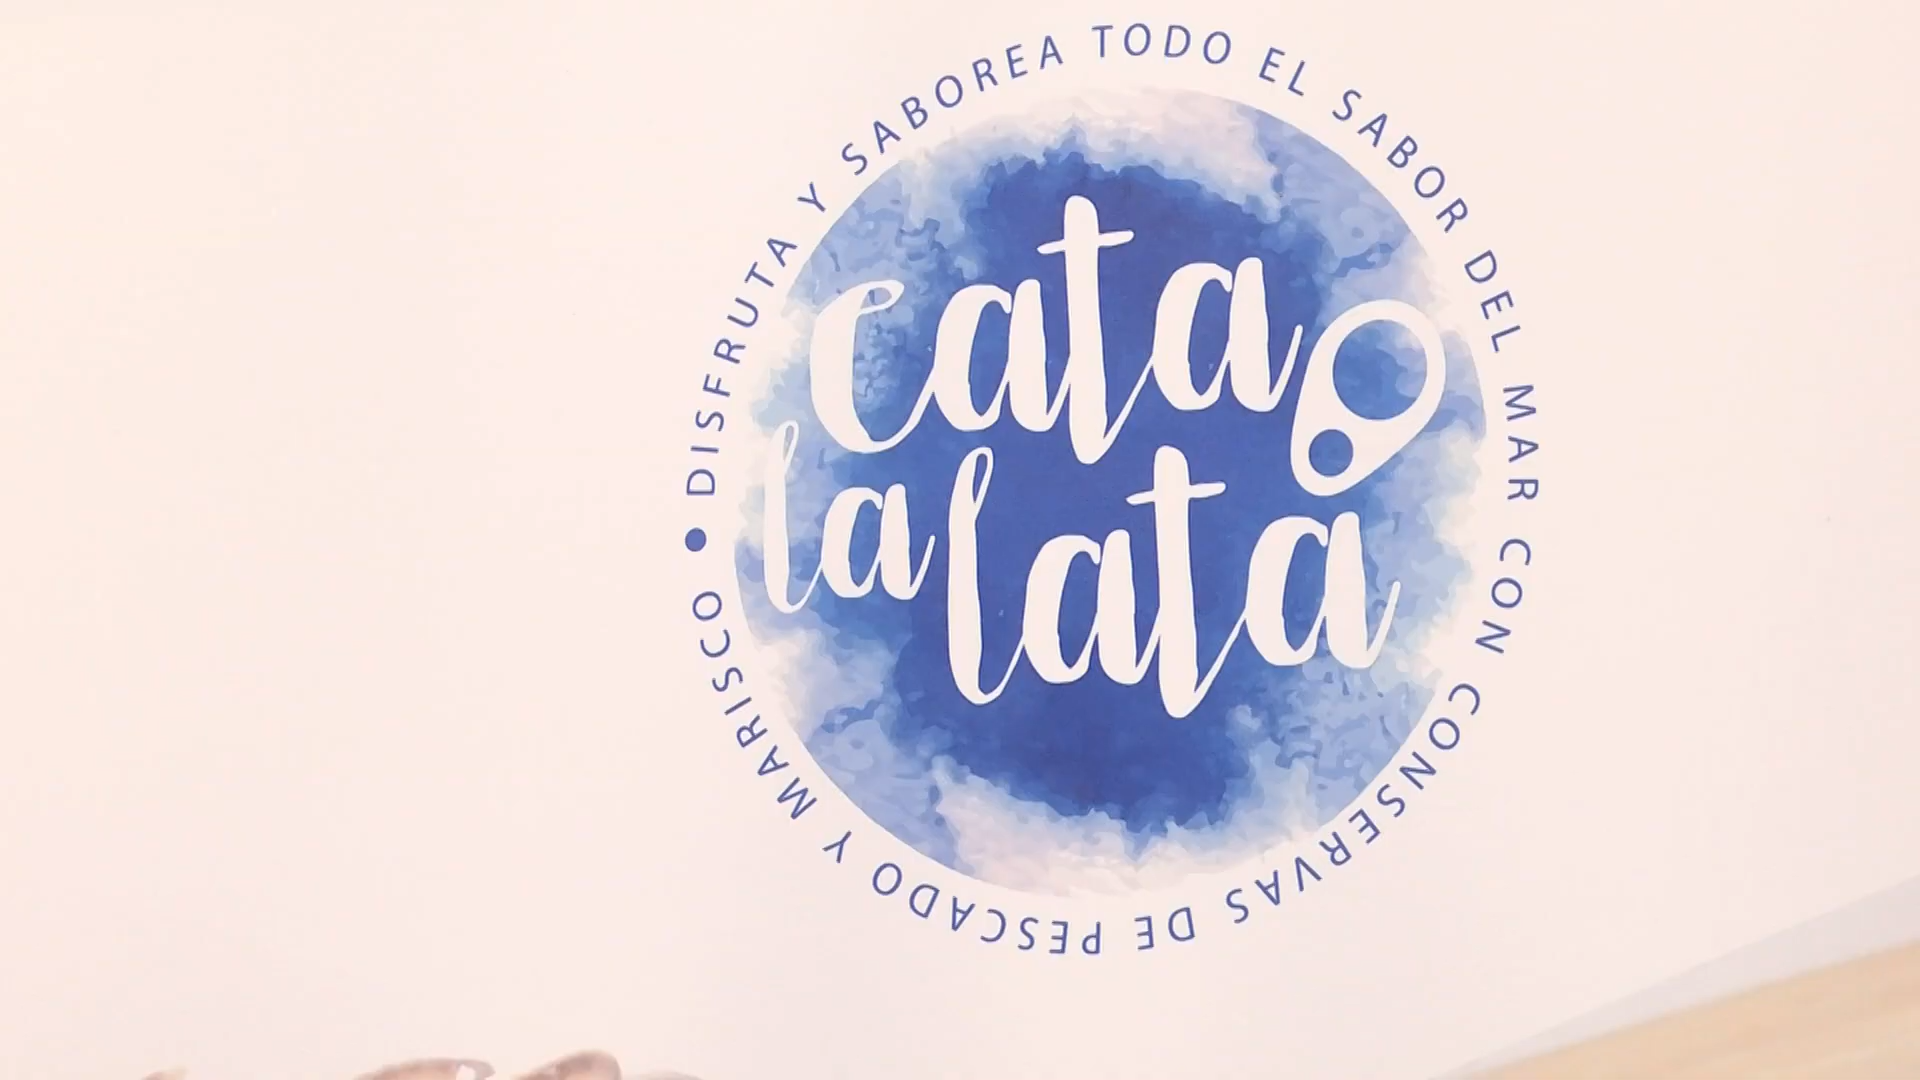 cata
la lata
DISFRUTA Y SABOREA TODO EL SABOR DEL MAR CON CONSERVAS DE PESCADO Y MARISCO •